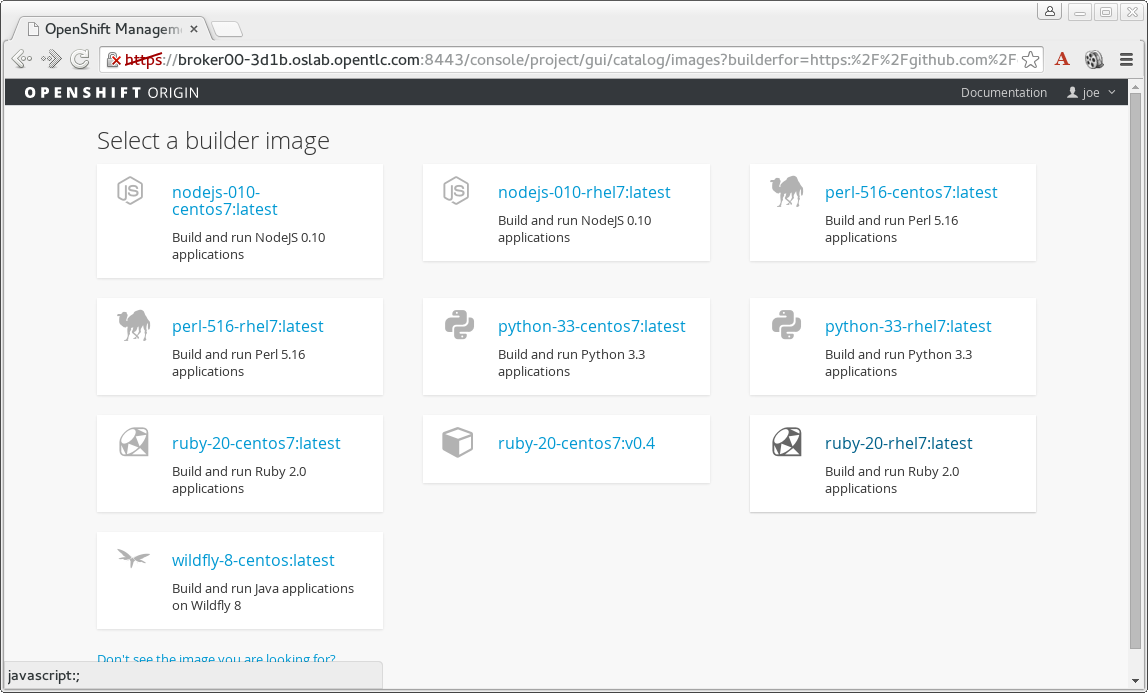 OpenShift Managem
https://broker00-3d1b.oslab.opentlc.com:8443/console/project/gui/catalog/images?builderfor=https:%2F%2Fgithub.com%2F
A
OPENSHIFT ORIGIN
Documentation
joe
Select a builder image
JS
nodejs-010-
centos7:latest
Build and run NodeJS 0.10
applications
JS
nodejs-010-rhel7:latest
Build and run NodeJS 0.10
applications
perl-516-centos7:latest
Build and run Perl 5.16
applications
perl-516-rhel7:latest
Build and run Perl 5.16
applications
python-33-centos7:latest
Build and run Python 3.3
applications
python-33-rhel7:latest
Build and run Python 3.3
applications
ruby-20-centos7:latest
Build and run Ruby 2.0
applications
ruby-20-centos7:v0.4
ruby-20-rhel7:latest
Build and run Ruby 2.0
applications
wildfly-8-centos:latest
Build and run Java applications
on Wildfly 8
Don't see the image you are looking for?
javascript:;